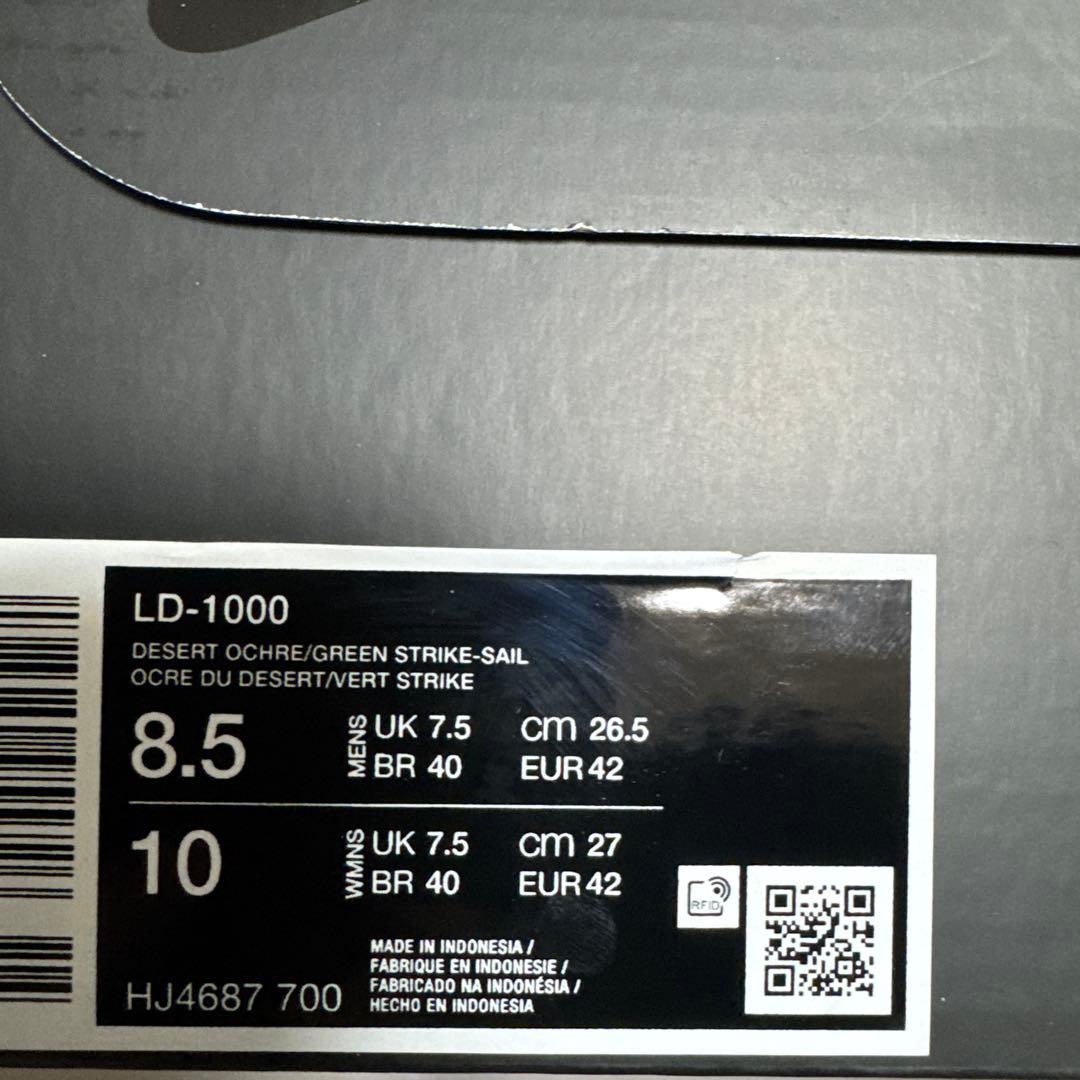 LD-1000
DESERT OCHRE/GREEN STRIKE-SAIL
OCRE DU DESERT/VERT STRIKE
8.5 MENS UK 7.5 cm 26.5
BR 40 EUR 42
10 WMNS UK 7.5 cm 27
BR 40 EUR 42
RFID
MADE IN INDONESIA /
FABRIQUE EN INDONESIE /
FABRICADO NA INDONÉSIA /
HECHO EN INDONESIA
HJ4687 700